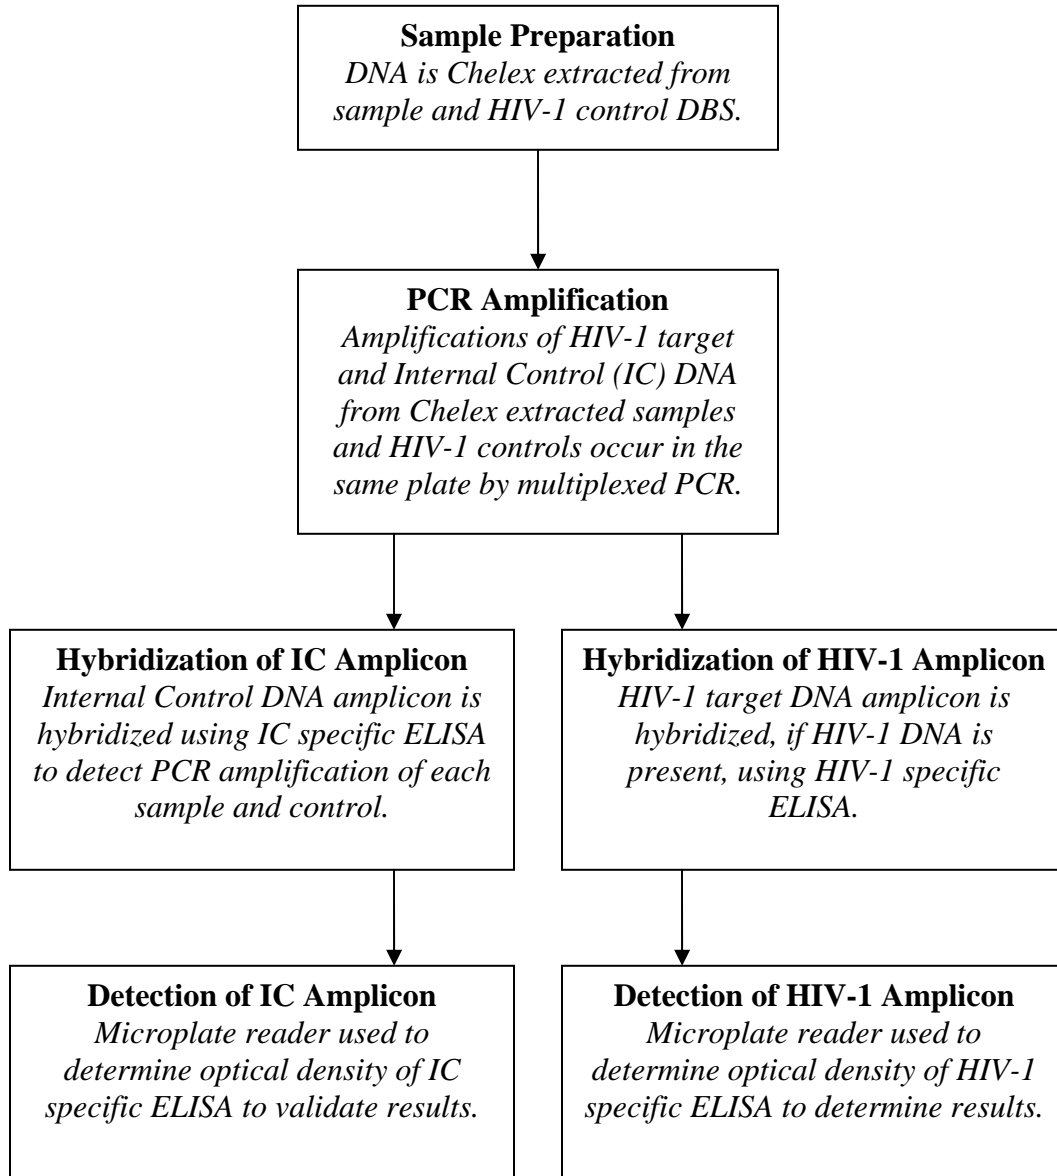 Sample Preparation
DNA is Chelex extracted from
sample and HIV-1 control DBS.
PCR Amplification
Amplifications of HIV-1 target
and Internal Control (IC) DNA
from Chelex extracted samples
and HIV-1 controls occur in the
same plate by multiplexed PCR.
Hybridization of IC Amplicon
Internal Control DNA amplicon is
hybridized using IC specific ELISA
to detect PCR amplification of each
sample and control.
Hybridization of HIV-1 Amplicon
HIV-1 target DNA amplicon is
hybridized, if HIV-1 DNA is
present, using HIV-1 specific
ELISA.
Detection of IC Amplicon
Microplate reader used to
determine optical density of IC
specific ELISA to validate results.
Detection of HIV-1 Amplicon
Microplate reader used to
determine optical density of HIV-1
specific ELISA to determine results.